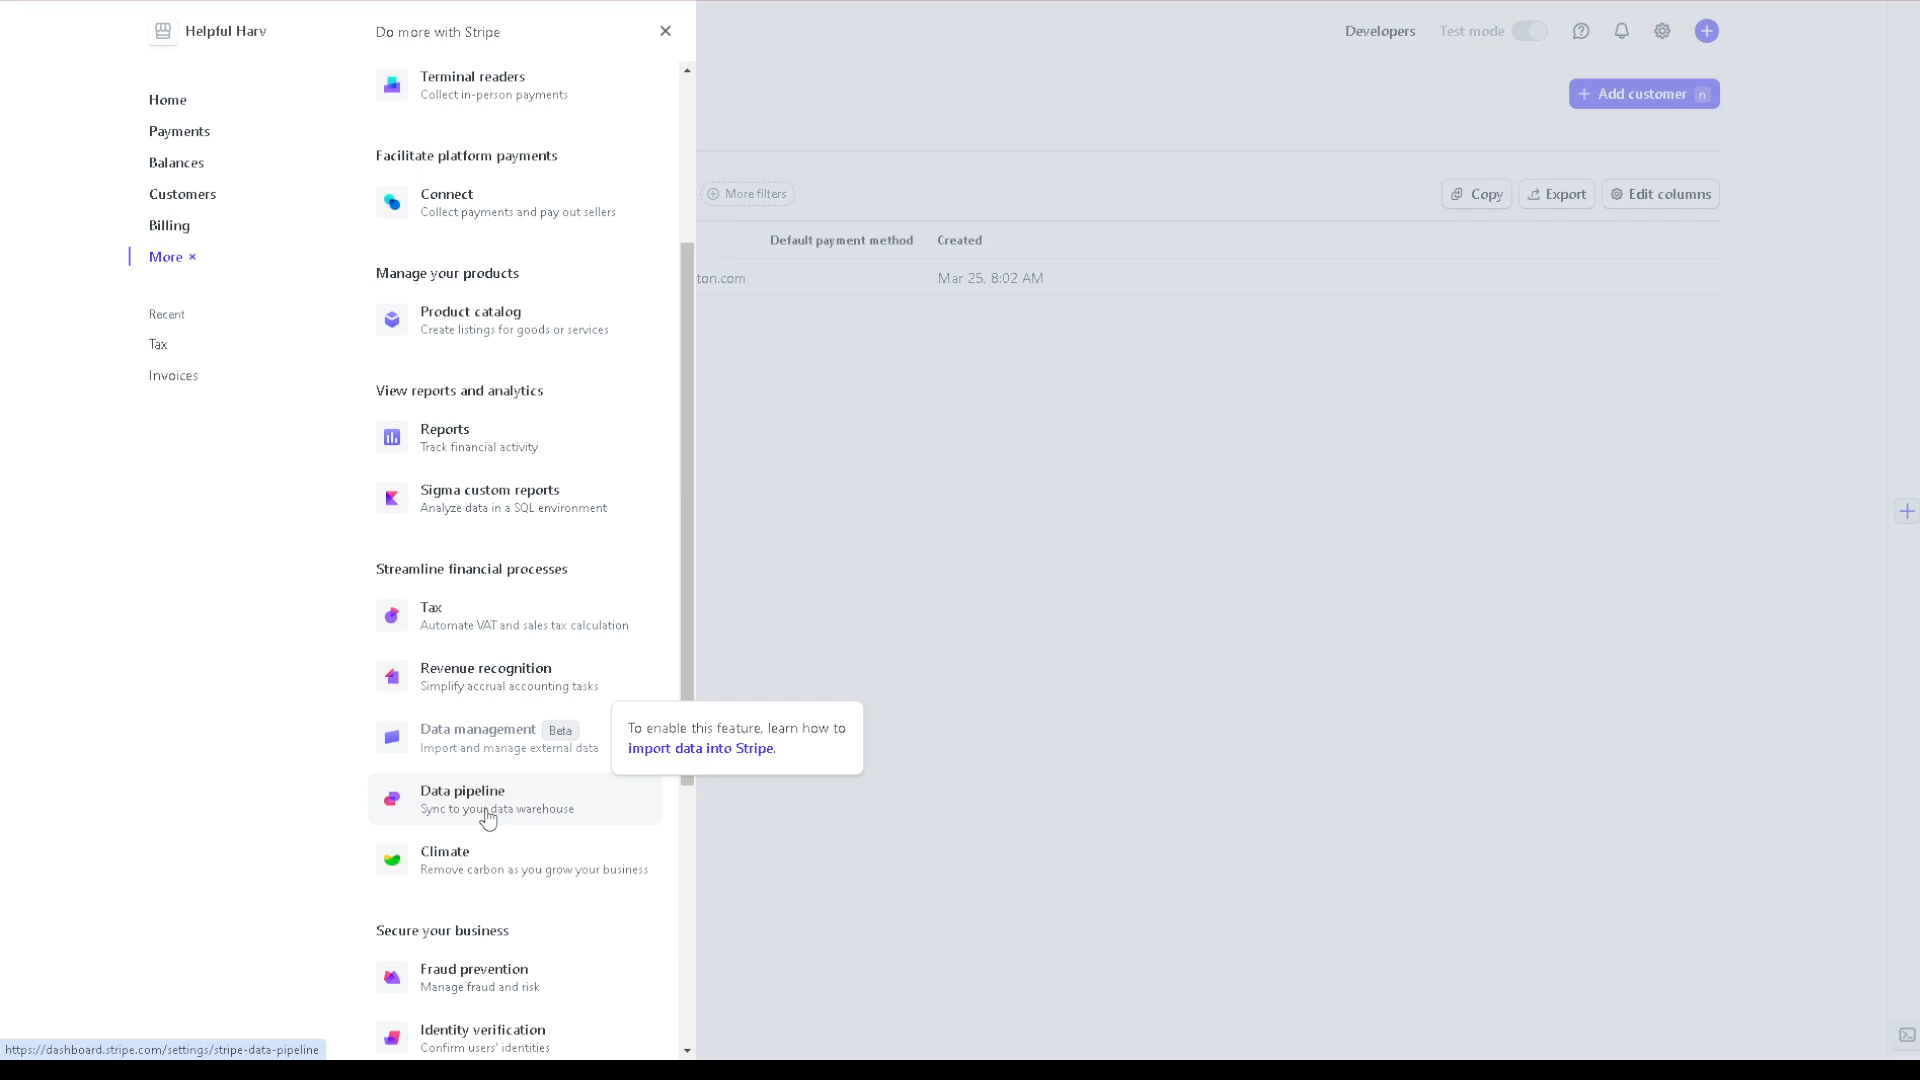 Helpful Harv
Do more with Stripe
Developers
Test mode
Terminal readers
Collect in-person payments
Add customer n
Home
Payments
Balances
Customers
Billing
More ×
Recent
Tax
Invoices
Facilitate platform payments
Connect
Collect payments and pay out sellers
Manage your products
Product catalog
Create listings for goods or services
View reports and analytics
Reports
Track financial activity
Sigma custom reports
Analyze data in a SQL environment
Streamline financial processes
Tax
Automate VAT and sales tax calculation
Revenue recognition
Simplify accrual accounting tasks
Data management Beta
Import and manage external data
Data pipeline
Sync to your data warehouse
Climate
Remove carbon as you grow your business
Secure your business
Fraud prevention
Manage fraud and risk
Identity verification
Confirm users' identities
More filters
Copy
Export
Edit columns
Default payment method
Created
ton.com
Mar 25, 8:02 AM
To enable this feature, learn how to
import data into Stripe.
https://dashboard.stripe.com/settings/stripe-data-pipeline